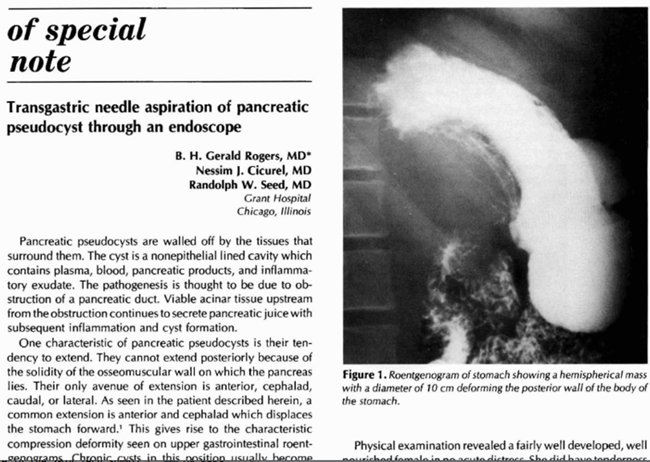 of special
note
Transgastric needle aspiration of pancreatic
pseudocyst through an endoscope
B. H. Gerald Rogers, MD*
Nessim J. Cicurel, MD
Randolph W. Seed, MD
Grant Hospital
Chicago, Illinois
Pancreatic pseudocysts are walled off by the tissues that
surround them. The cyst is a nonepithelial lined cavity which
contains plasma, blood, pancreatic products, and inflamma-
tory exudate. The pathogenesis is thought to be due to ob-
struction of a pancreatic duct. Viable acinar tissue upstream
from the obstruction continues to secrete pancreatic juice with
subsequent inflammation and cyst formation.
One characteristic of pancreatic pseudocysts is their ten-
dency to extend. They cannot extend posteriorly because of
the solidity of the osseomuscular wall on which the pancreas
lies. Their only avenue of extension is anterior, cephalad,
caudal, or lateral. As seen in the patient described herein, a
common extension is anterior and cephalad which displaces
the stomach forward.¹ This gives rise to the characteristic
compression deformity seen on upper gastrointestinal roent-
genograms. Chronic cysts in this position usually become
Figure 1. Roentgenogram of stomach showing a hemispherical mass
with a diameter of 10 cm deforming the posterior wall of the body of
the stomach.
Physical examination revealed a fairly well developed, well
nourished female in no acute distress. She did have tenderness